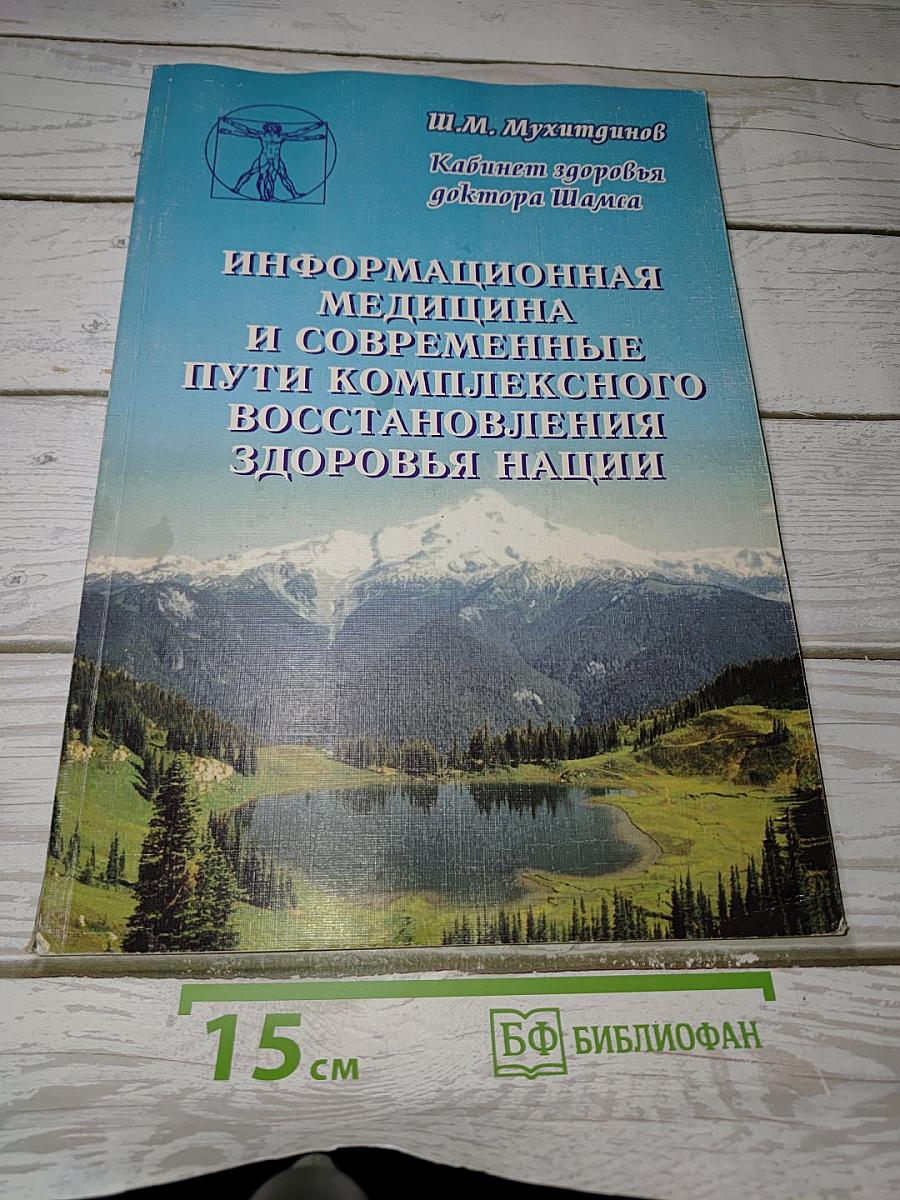 Ш.М. Мухитдинов
Кабинет здоровья
доктора Шамса
ИНФОРМАЦИОННАЯ
МЕДИЦИНА
И СОВРЕМЕННЫЕ
ПУТИ КОМПЛЕКСНОГО
ВОССТАНОВЛЕНИЯ
ЗДОРОВЬЯ НАЦИИ
15 см
БФ БИБЛИОФАН